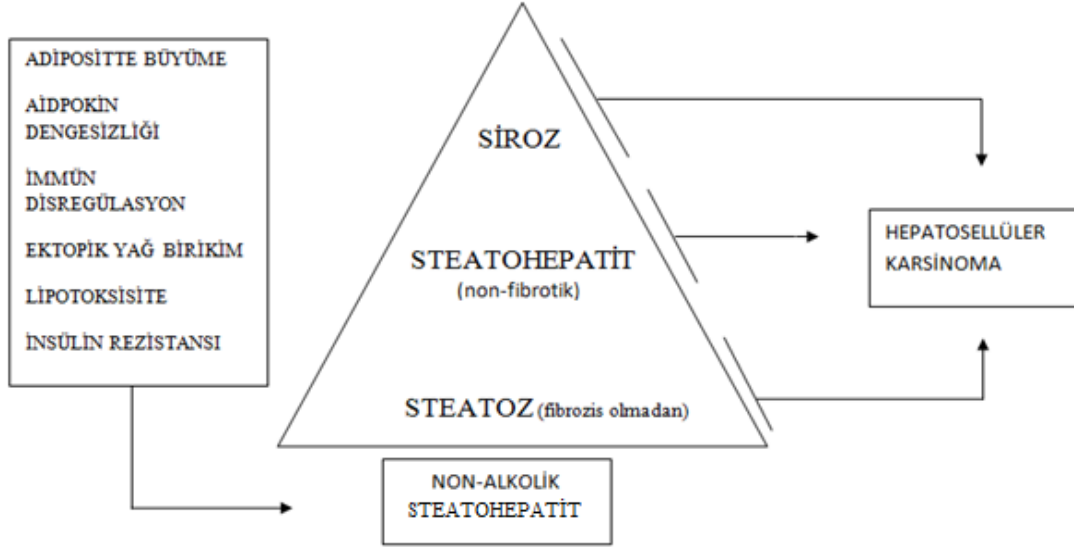 ADİPOSİTTE BÜYÜME
AİDPOKİN
DENGESİZLİĞİ
İMMÜN
DİSREGÜLASYON
EKTOPİK YAĞ BİRİKİM
LİPOTOKSİSİTE
İNSÜLİN REZİSTANSI
SİROZ
STEATOHEPATİT
(non-fibrotik)
STEATOZ (fibrozis olmadan)
NON-ALKOLİK
STEATOHEPATİT
HEPATOSELLÜLER
KARSİNOMA